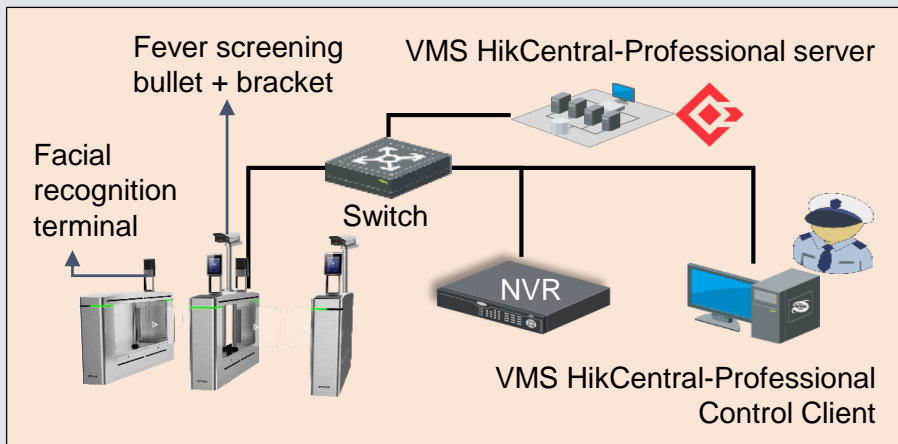 Fever screening
bullet + bracket
VMS HikCentral-Professional server
Facial
recognition
terminal
Switch
NVR
VMS HikCentral-Professional
Control Client